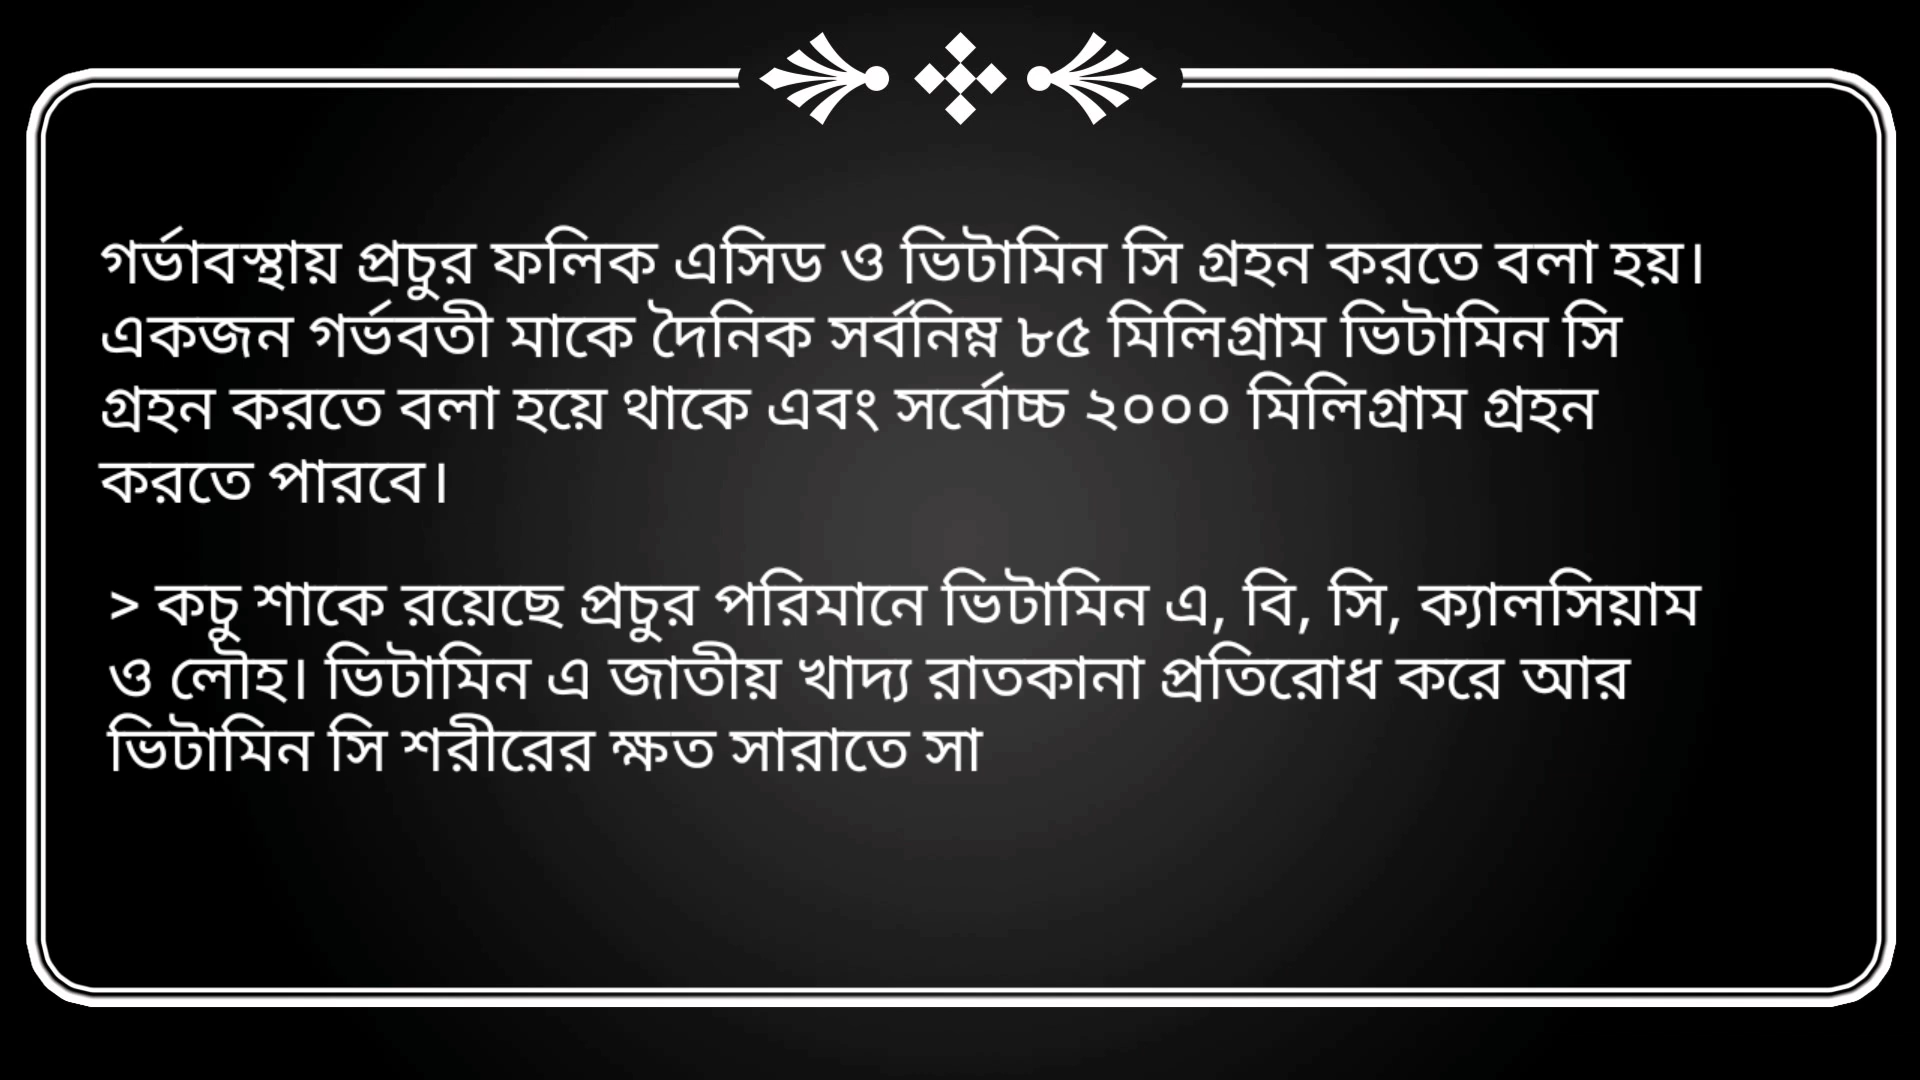 গর্ভাবস্থায় প্রচুর ফলিক এসিড ও ভিটামিন সি গ্রহন করতে বলা হয়।
একজন গর্ভবতী মাকে দৈনিক সর্বনিম্ন ৮৫ মিলিগ্রাম ভিটামিন সি
গ্রহন করতে বলা হয়ে থাকে এবং সর্বোচ্চ ২০০০ মিলিগ্রাম গ্রহন
করতে পারবে।
> কচু শাকে রয়েছে প্রচুর পরিমানে ভিটামিন এ, বি, সি, ক্যালসিয়াম
ও লৌহ। ভিটামিন এ জাতীয় খাদ্য রাতকানা প্রতিরোধ করে আর
ভিটামিন সি শরীরের ক্ষত সারাতে সা